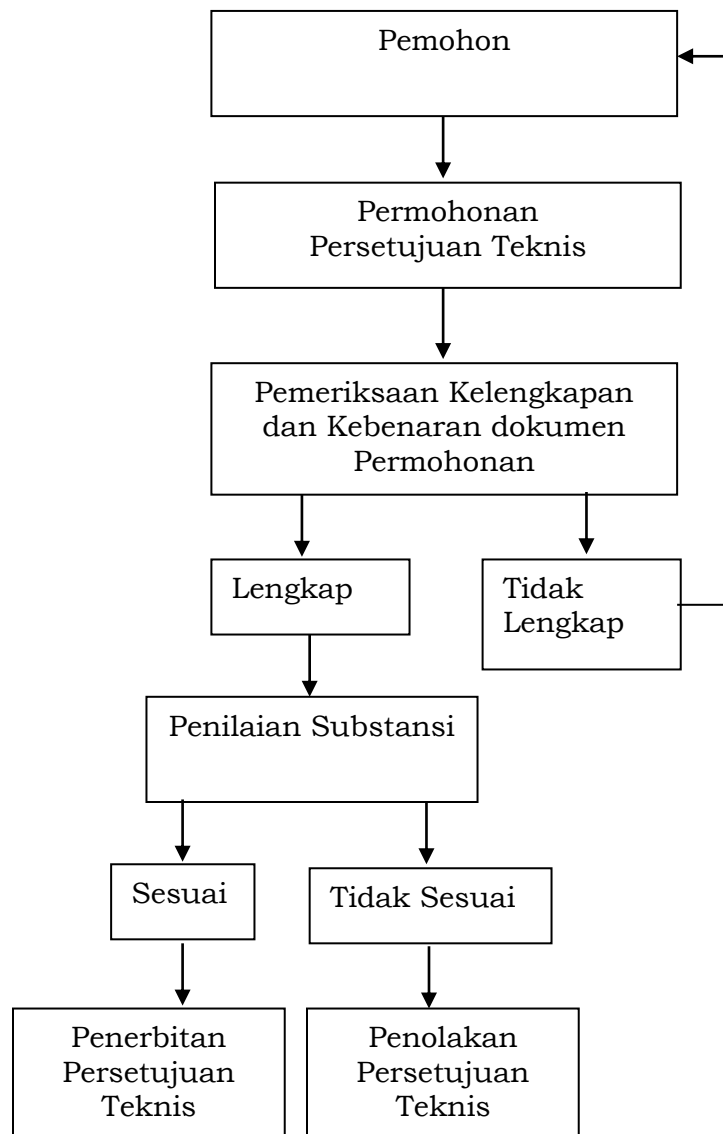 Pemohon
Permohonan
Persetujuan Teknis
Pemeriksaan Kelengkapan
dan Kebenaran dokumen
Permohonan
Lengkap
Tidak
Lengkap
Penilaian Substansi
Sesuai
Tidak Sesuai
Penerbitan
Persetujuan
Teknis
Penolakan
Persetujuan
Teknis